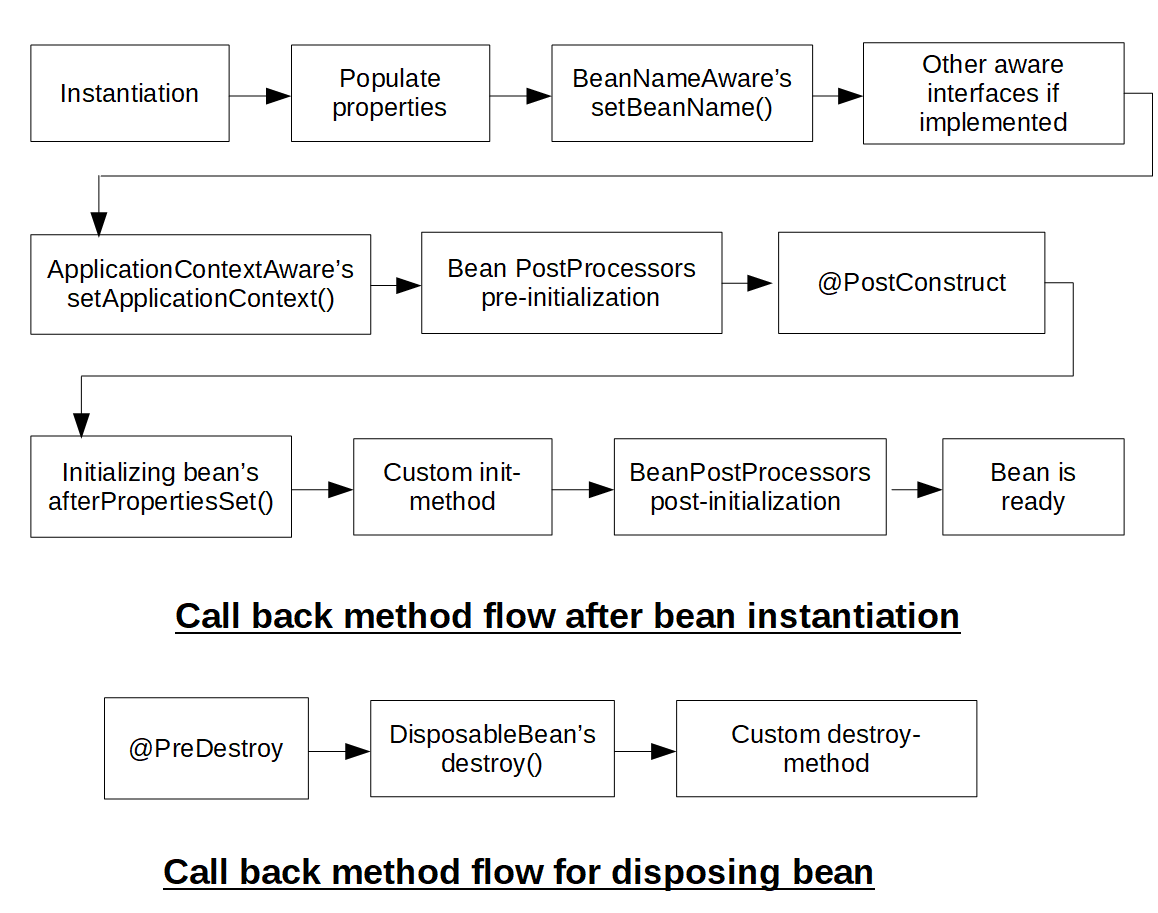 Instantiation
Populate
properties
BeanNameAware’s
setBeanName()
Other aware
interfaces if
implemented
ApplicationContextAware’s
setApplicationContext()
Bean PostProcessors
pre-initialization
@PostConstruct
Initializing bean’s
afterPropertiesSet()
Custom init-
method
BeanPostProcessors
post-initialization
Bean is
ready
Call back method flow after bean instantiation
@PreDestroy
DisposableBean’s
destroy()
Custom destroy-
method
Call back method flow for disposing bean